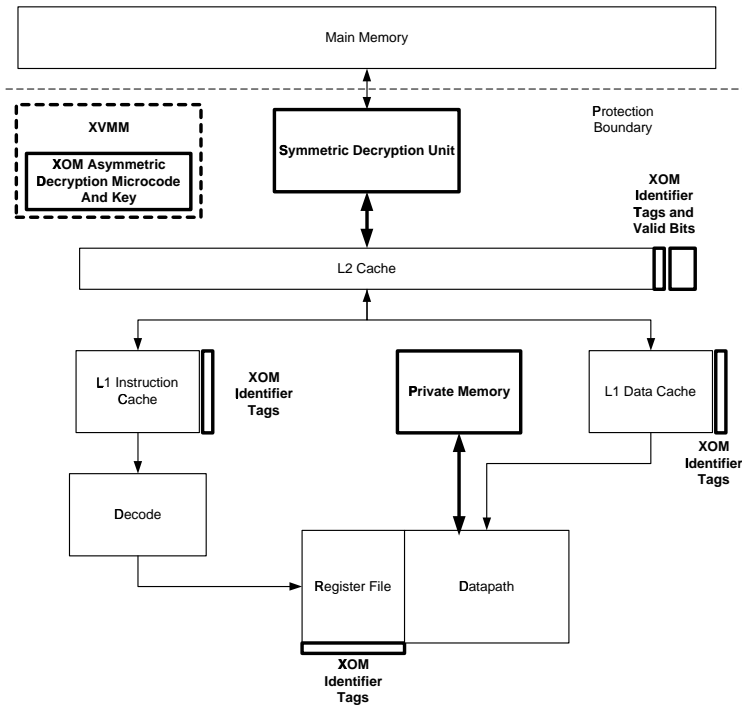 Main Memory
Protection
Boundary
XVMM
XOM Asymmetric
Decryption Microcode
And Key
Symmetric Decryption Unit
XOM
Identifier
Tags and
Valid Bits
L2 Cache
L1 Instruction
Cache
XOM
Identifier
Tags
Private Memory
L1 Data Cache
XOM
Identifier
Tags
Decode
Register File
Datapath
XOM
Identifier
Tags